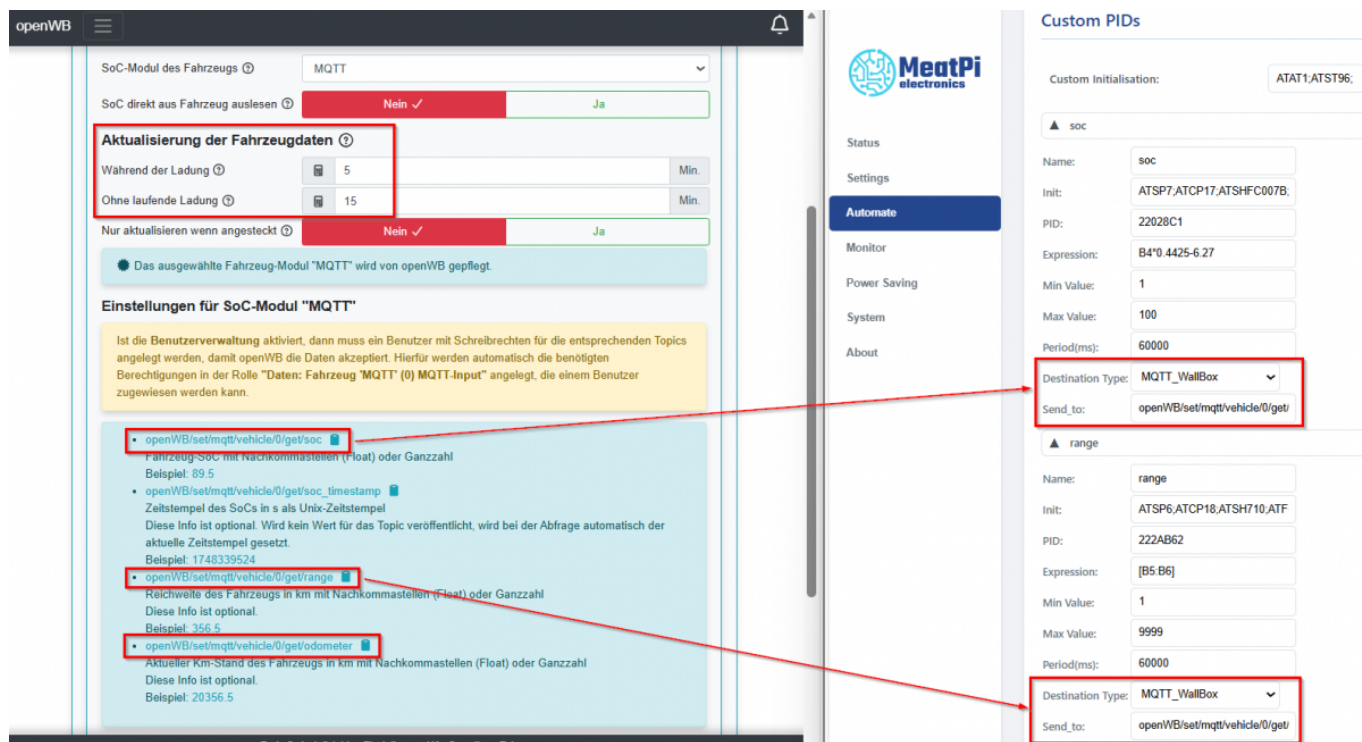 openWB
SoC-Modul des Fahrzeugs
MQTT
SoC direkt aus Fahrzeug auslesen
Nein ✓
Ja
Aktualisierung der Fahrzeugdaten
Während der Ladung
5
Min.
Ohne laufende Ladung
15
Min.
Nur aktualisieren wenn angesteckt
Nein ✓
Ja
Das ausgewählte Fahrzeug-Modul "MQTT" wird von openWB gepflegt.
Einstellungen für SoC-Modul "MQTT"
Ist die Benutzerverwaltung aktiviert, dann muss ein Benutzer mit Schreibrechten für die entsprechenden Topics
angelegt werden, damit openWB die Daten akzeptiert. Hierfür werden automatisch die benötigten
Berechtigungen in der Rolle "Daten: Fahrzeug 'MQTT' (0) MQTT-Input" angelegt, die einem Benutzer
zugewiesen werden kann.
• openWB/set/mqtt/vehicle/0/get/soc
Fahrzeug-SoC mit Nachkommastellen (Float) oder Ganzzahl
Beispiel: 89.5
• openWB/set/mqtt/vehicle/0/get/soc_timestamp
Zeitstempel des SoCs in s als Unix-Zeitstempel
Diese Info ist optional. Wird kein Wert für das Topic veröffentlicht, wird bei der Abfrage automatisch der
aktuelle Zeitstempel gesetzt.
Beispiel: 1748339524
• openWB/set/mqtt/vehicle/0/get/range
Reichweite des Fahrzeugs in km mit Nachkommastellen (Float) oder Ganzzahl
Diese Info ist optional.
Beispiel: 356.5
• openWB/set/mqtt/vehicle/0/get/odometer
Aktueller Km-Stand des Fahrzeugs in km mit Nachkommastellen (Float) oder Ganzzahl
Diese Info ist optional.
Beispiel: 20356.5
MeatPi
electronics
Status
Settings
Automate
Monitor
Power Saving
System
About
Custom PIDs
Custom Initialisation:
ATAT1;ATST96;
▲ soc
Name:
soc
Init:
ATSP7;ATCP17;ATSHFC007B;
PID:
22028C1
Expression:
B4*0.4425-6.27
Min Value:
1
Max Value:
100
Period(ms):
60000
Destination Type:
MQTT_WallBox
Send_to:
openWB/set/mqtt/vehicle/0/get/
▲ range
Name:
range
Init:
ATSP6;ATCP18;ATSH710;ATF
PID:
222AB62
Expression:
[B5:B6]
Min Value:
1
Max Value:
9999
Period(ms):
60000
Destination Type:
MQTT_WallBox
Send_to:
openWB/set/mqtt/vehicle/0/get/